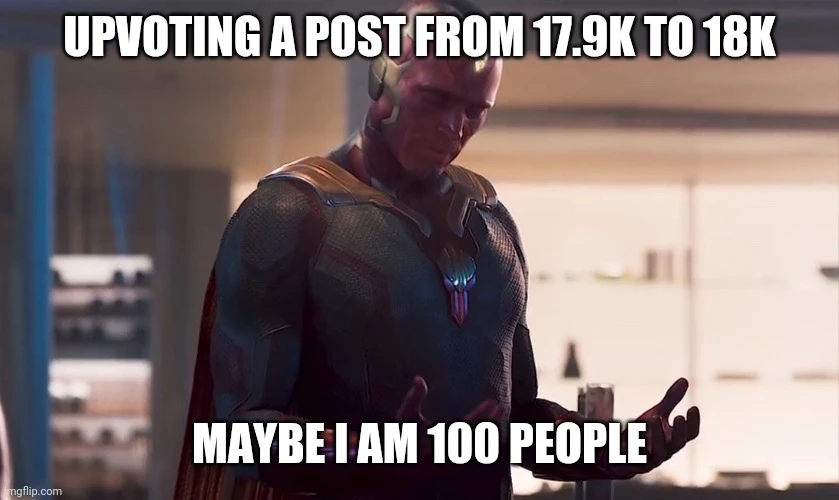 UPVOTING A POST FROM 17.9K TO 18K
MAYBE I AM 100 PEOPLE
imgflip.com